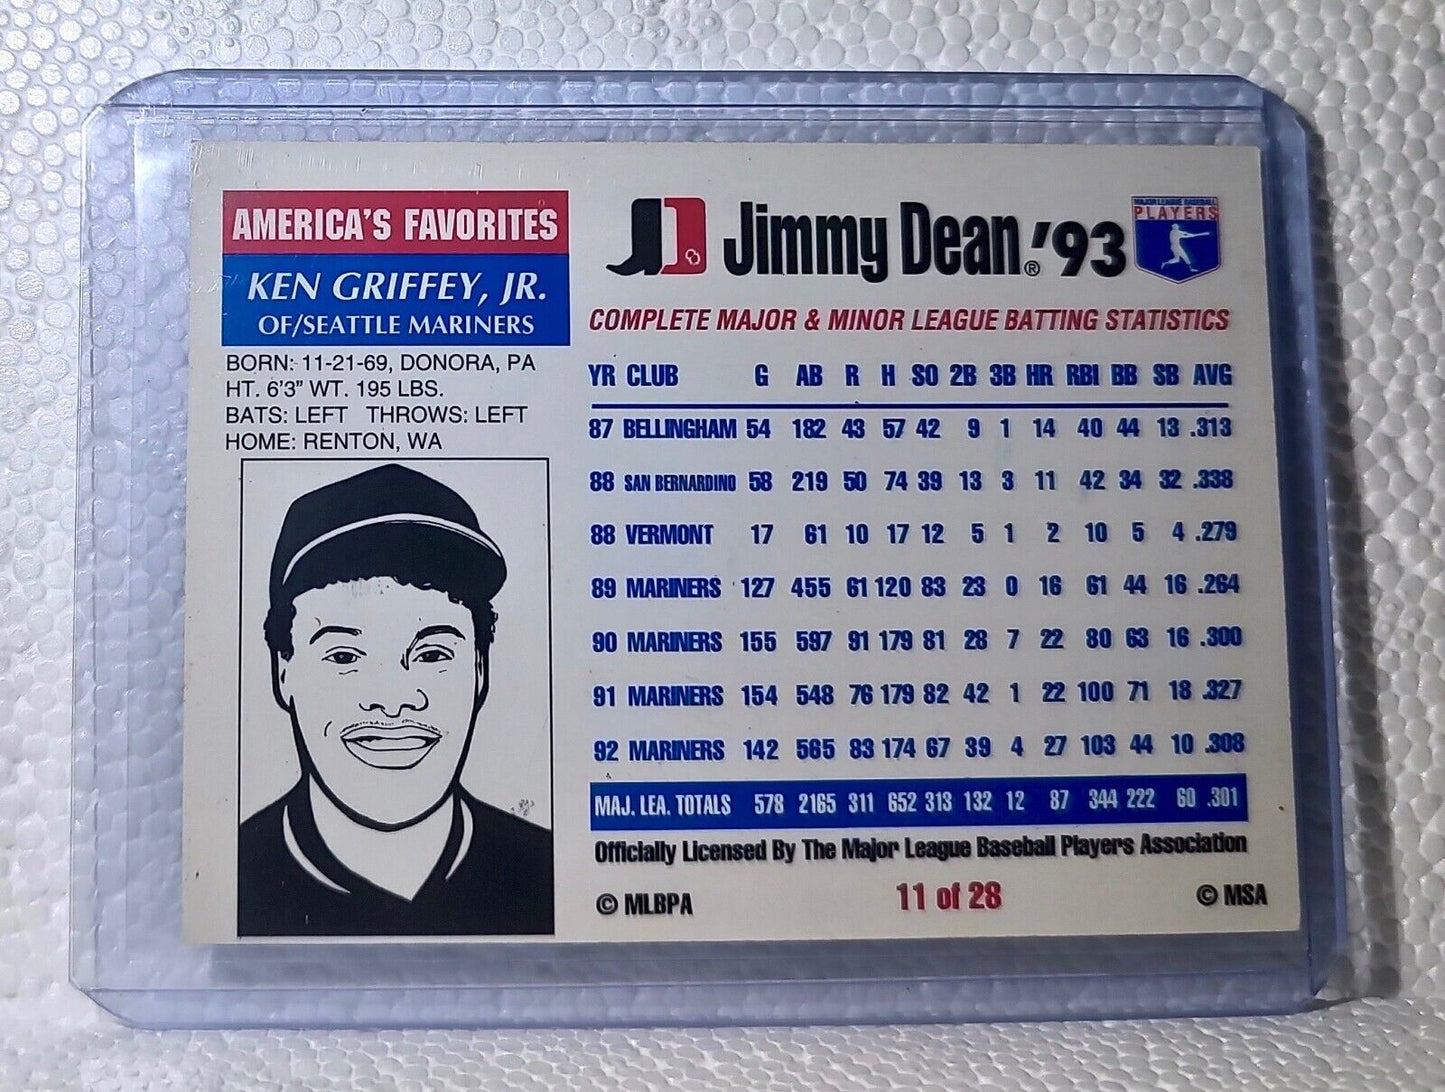 AMERICA'S FAVORITES
KEN GRIFFEY, JR.
OF/SEATTLE MARINERS
BORN: 11-21-69, DONORA, PA
HT. 6'3" WT. 195 LBS.
BATS: LEFT THROWS: LEFT
HOME: RENTON, WA
JD Jimmy Dean®'93
MAJOR LEAGUE BASEBALL
PLAYERS
COMPLETE MAJOR & MINOR LEAGUE BATTING STATISTICS
YR CLUB G AB R H SO 2B 3B HR RBI BB SB AVG
87 BELLINGHAM 54 182 43 57 42 9 1 14 40 44 13 .313
88 SAN BERNARDINO 58 219 50 74 39 13 3 11 42 34 32 .338
88 VERMONT 17 61 10 17 12 5 1 2 10 5 4 .279
89 MARINERS 127 455 61 120 83 23 0 16 61 44 16 .264
90 MARINERS 155 597 91 179 81 28 7 22 80 63 16 .300
91 MARINERS 154 548 76 179 82 42 1 22 100 71 18 .327
92 MARINERS 142 565 83 174 67 39 4 27 103 44 10 .308
MAJ. LEA. TOTALS 578 2165 311 652 313 132 12 87 344 222 60 .301
Officially Licensed By The Major League Baseball Players Association
© MLBPA 11 of 28 © MSA